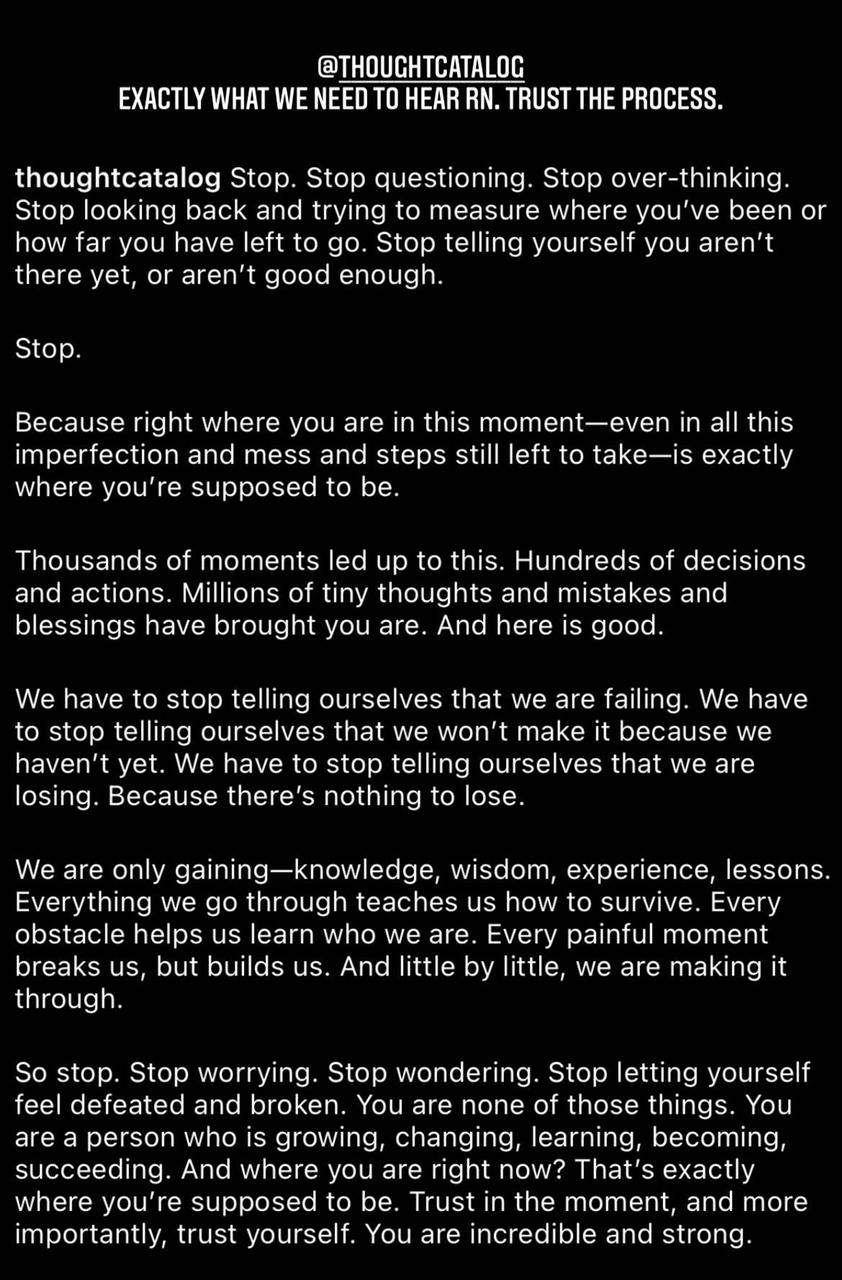 @THOUGHTCATALOG
EXACTLY WHAT WE NEED TO HEAR RN. TRUST THE PROCESS.
thoughtcatalog Stop. Stop questioning. Stop over-thinking.
Stop looking back and trying to measure where you’ve been or
how far you have left to go. Stop telling yourself you aren’t
there yet, or aren’t good enough.
Stop.
Because right where you are in this moment—even in all this
imperfection and mess and steps still left to take—is exactly
where you’re supposed to be.
Thousands of moments led up to this. Hundreds of decisions
and actions. Millions of tiny thoughts and mistakes and
blessings have brought you are. And here is good.
We have to stop telling ourselves that we are failing. We have
to stop telling ourselves that we won’t make it because we
haven’t yet. We have to stop telling ourselves that we are
losing. Because there’s nothing to lose.
We are only gaining—knowledge, wisdom, experience, lessons.
Everything we go through teaches us how to survive. Every
obstacle helps us learn who we are. Every painful moment
breaks us, but builds us. And little by little, we are making it
through.
So stop. Stop worrying. Stop wondering. Stop letting yourself
feel defeated and broken. You are none of those things. You
are a person who is growing, changing, learning, becoming,
succeeding. And where you are right now? That’s exactly
where you’re supposed to be. Trust in the moment, and more
importantly, trust yourself. You are incredible and strong.